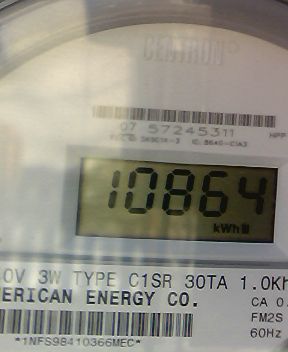 CENTRON®
07 57245311
10864
kWh
.0V 3W TYPE C1SR 30TA 1.0Kh
ERICAN ENERGY CO.
CA 0.
FM2S
60Hz
*1NFS98410366MEC*